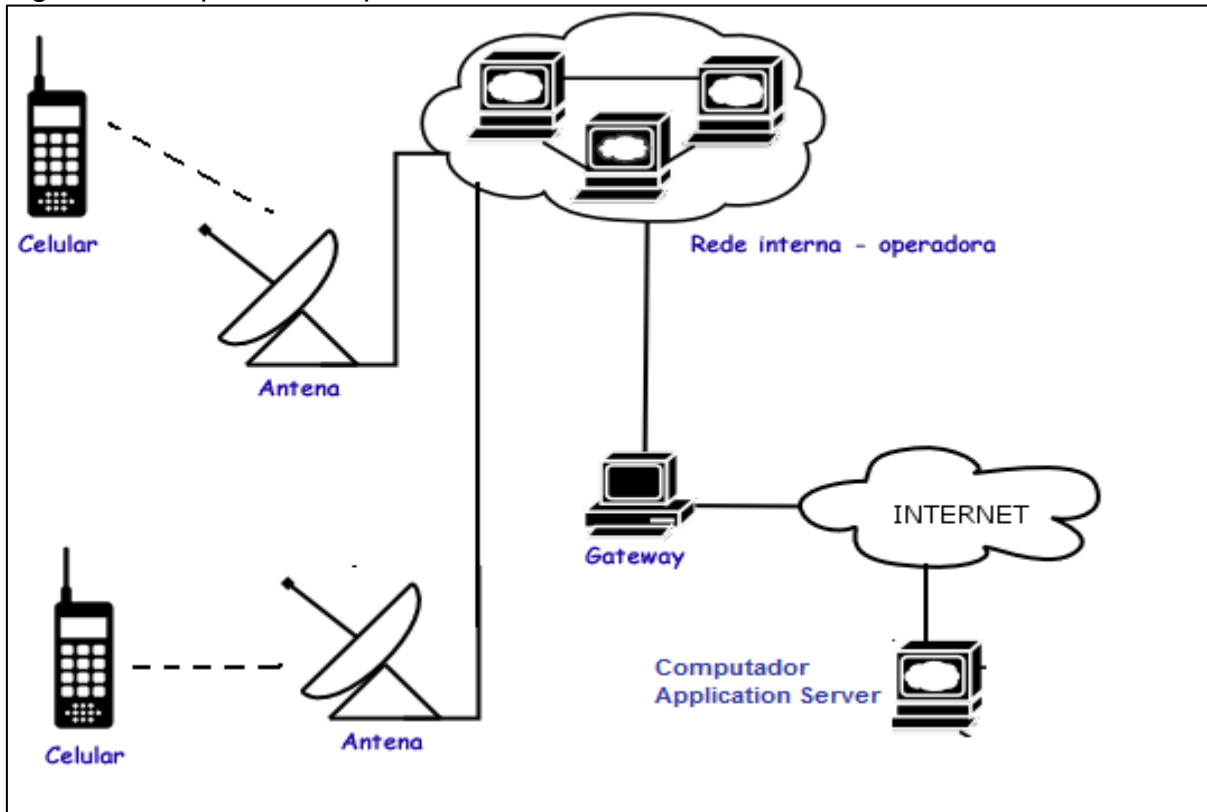 Celular
Rede interna - operadora
Antena
INTERNET
Gateway
Computador
Application Server
Antena
Celular